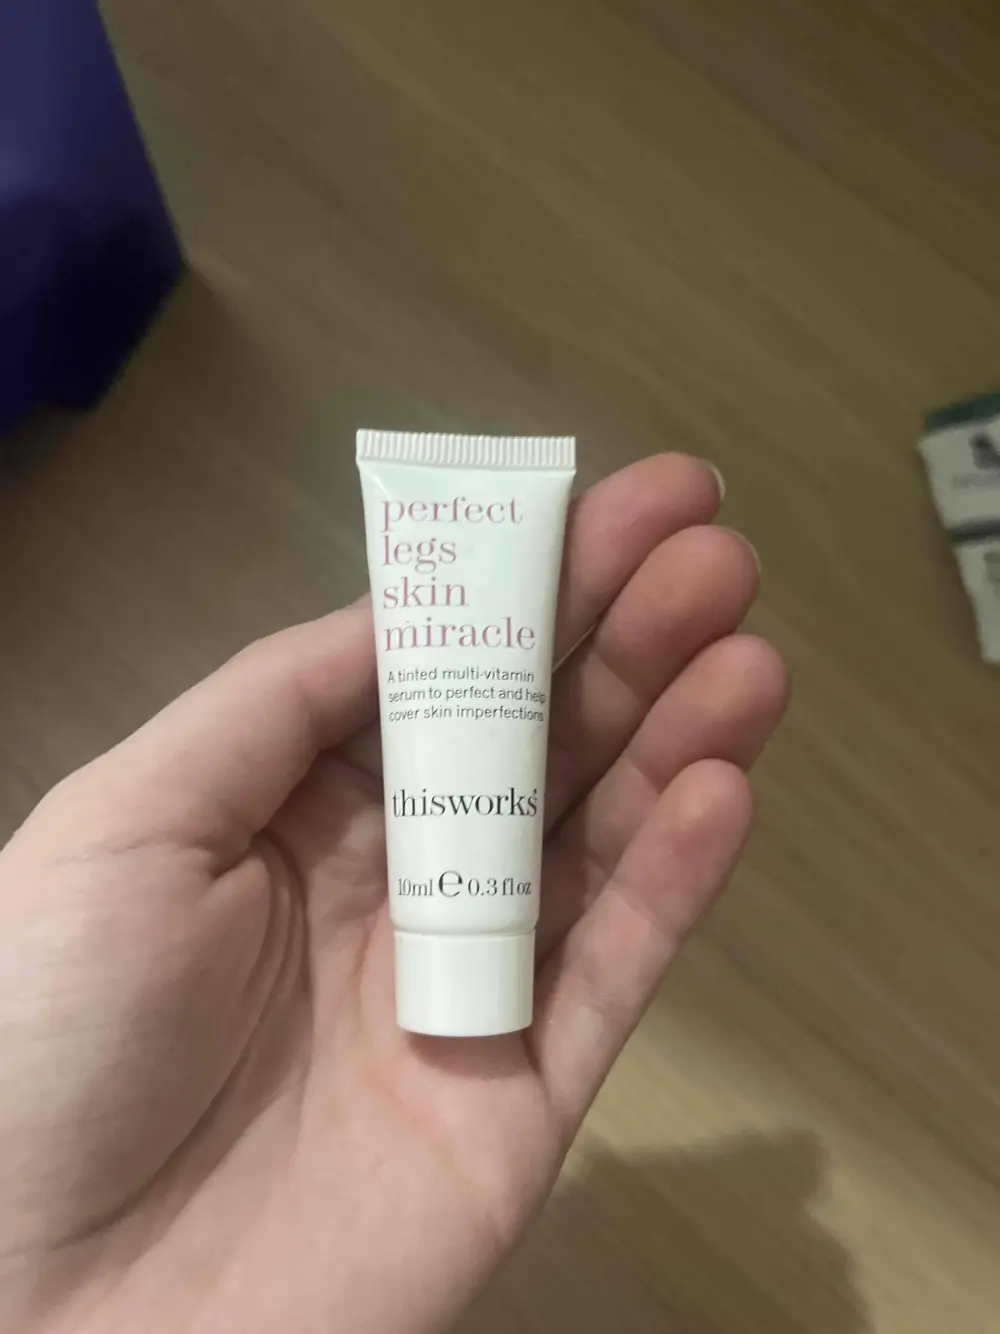 perfect
legs
skin
miracle
A tinted multi-vitamin
serum to perfect and help
cover skin imperfections
thisworks®
10ml ℮ 0.3 fl oz